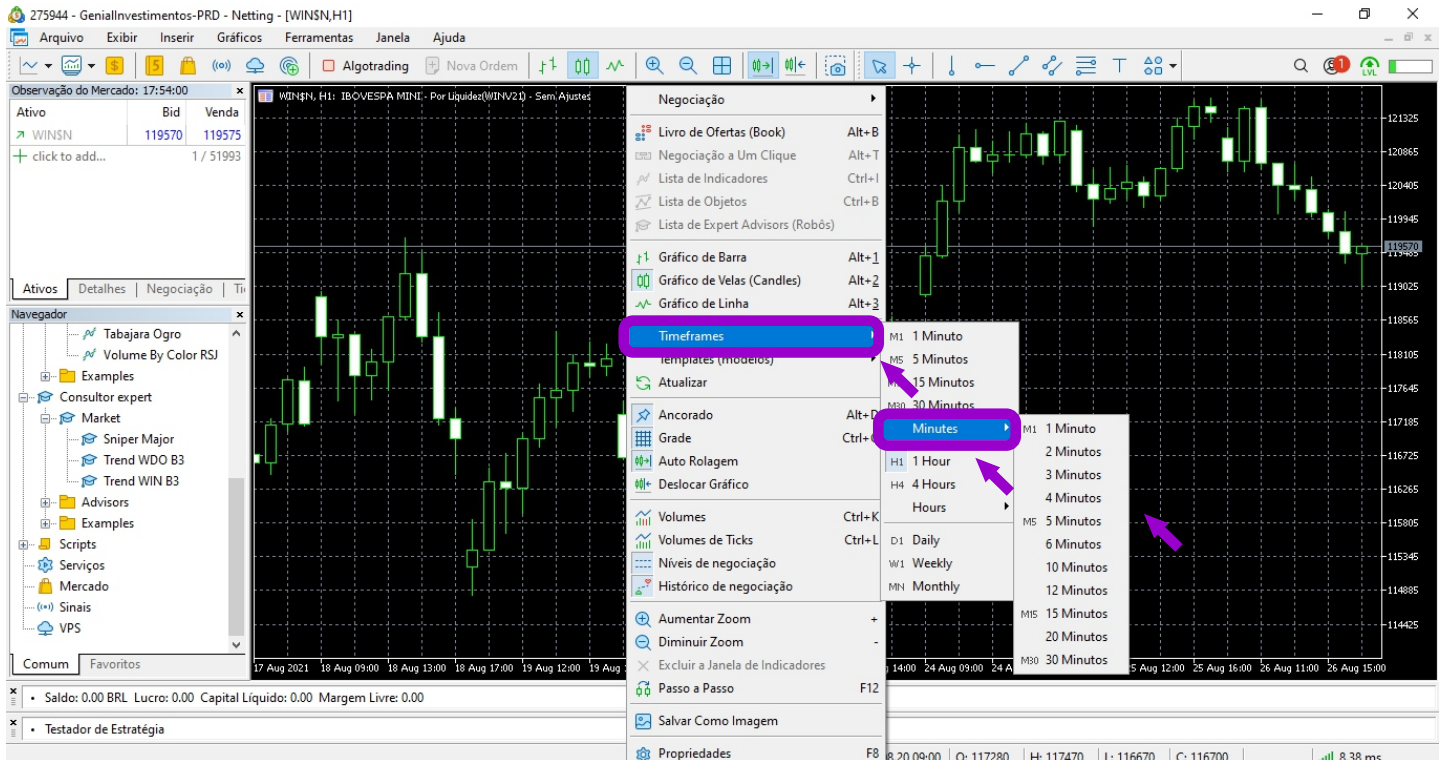 275944 - GenialInvestimentos-PRD - Netting - [WIN$N,H1]
Arquivo Exibir Inserir Gráficos Ferramentas Janela Ajuda
Algotrading Nova Ordem
1
LVL
Observação do Mercado: 17:54:00
Ativo Bid Venda
WIN$N 119570 119575
click to add... 1 / 51993
Ativos Detalhes Negociação
Navegador
Tabajara Ogro
Volume By Color RSJ
Examples
Consultor expert
Market
Sniper Major
Trend WDO B3
Trend WIN B3
Advisors
Examples
Scripts
Serviços
Mercado
Sinais
VPS
Comum Favoritos
WIN$N, H1: IBOVESPA MINI - Por Liquidez(WINV21) - Sem Ajustes
Negociação
Livro de Ofertas (Book) Alt+B
Negociação a Um Clique Alt+T
Lista de Indicadores Ctrl+I
Lista de Objetos Ctrl+B
Lista de Expert Advisors (Robôs)
Gráfico de Barra Alt+1
Gráfico de Velas (Candles) Alt+2
Gráfico de Linha Alt+3
Timeframes
Templates (modelos)
Atualizar
Ancorado Alt+D
Grade Ctrl+
Auto Rolagem
Deslocar Gráfico
Volumes Ctrl+K
Volumes de Ticks Ctrl+L
Níveis de negociação
Histórico de negociação
Aumentar Zoom +
Diminuir Zoom -
Excluir a Janela de Indicadores
Passo a Passo F12
Salvar Como Imagem
Propriedades F8
M1 1 Minuto
M5 5 Minutos
15 Minutos
M30 30 Minutos
Minutes
H1 1 Hour
H4 4 Hours
Hours
D1 Daily
W1 Weekly
MN Monthly
M1 1 Minuto
2 Minutos
3 Minutos
4 Minutos
M5 5 Minutos
6 Minutos
10 Minutos
12 Minutos
M15 15 Minutos
20 Minutos
M30 30 Minutos
121325
120865
120405
119945
119570
119485
119025
118565
118105
117645
117185
116725
116265
115805
115345
114885
114425
17 Aug 2021 18 Aug 09:00 18 Aug 13:00 18 Aug 17:00 19 Aug 12:00 19 Aug 14:00 24 Aug 09:00 24 A 25 Aug 12:00 25 Aug 16:00 26 Aug 11:00 26 Aug 15:00
Saldo: 0.00 BRL Lucro: 0.00 Capital Líquido: 0.00 Margem Livre: 0.00
Testador de Estratégia
8.20 09:00 O: 117280 H: 117470 L: 116670 C: 116700 8.38 ms